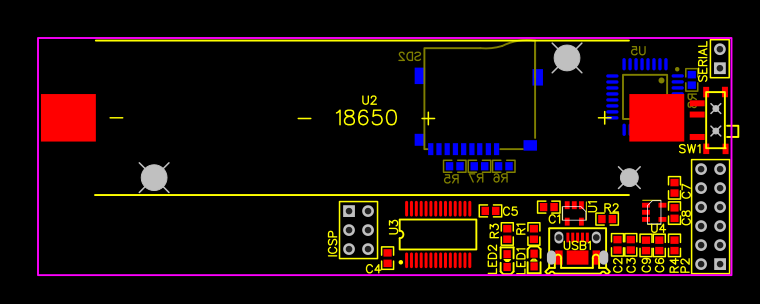 SERIAL
U5
SD2
U2
18650
R8
SW1
R5
R7
R6
C7
C5
C1
U1
R2
C8
U4
ICSP
U3
R3
R1
USB1
C4
LED2
LED1
C2
C3
C9
C6
R4
P2